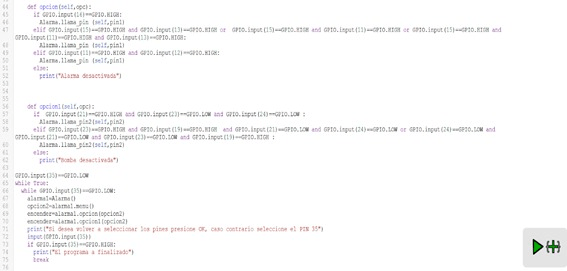 44 def opcion(self,opc):
45 if GPIO.input(16)==GPIO.HIGH:
46 Alarma.llama_pin (self,pin1)
47 elif GPIO.input(15)==GPIO.HIGH and GPIO.input(13)==GPIO.HIGH or GPIO.input(15)==GPIO.HIGH and GPIO.input(11)==GPIO.HIGH or GPIO.input(15)==GPIO.HIGH and
GPIO.input(11)==GPIO.HIGH and GPIO.input(13)==GPIO.HIGH:
48 Alarma.llama_pin (self,pin1)
49 elif GPIO.input(11)==GPIO.HIGH and GPIO.input(12)==GPIO.HIGH:
50 Alarma.llama_pin (self,pin1)
51 else:
52 print("Alarma desactivada")
53
54
55
56 def opcion1(self,opc):
57 if GPIO.input(21)==GPIO.HIGH and GPIO.input(23)==GPIO.LOW and GPIO.input(24)==GPIO.LOW :
58 Alarma.llama_pin2(self,pin2)
59 elif GPIO.input(23)==GPIO.HIGH and GPIO.input(19)==GPIO.HIGH and GPIO.input(21)==GPIO.LOW and GPIO.input(24)==GPIO.LOW or GPIO.input(24)==GPIO.LOW and
GPIO.input(21)==GPIO.LOW and GPIO.input(23)==GPIO.LOW and GPIO.input(19)==GPIO.HIGH :
60 Alarma.llama_pin2(self,pin2)
61 else:
62 print("Bomba desactivada")
63
64 GPIO.input(35)==GPIO.LOW
65 while True:
66 while GPIO.input(35)==GPIO.LOW:
67 alarma1=Alarma()
68 opcion2=alarma1.menu()
69 encender=alarma1.opcion(opcion2)
70 encender=alarma1.opcion1(opcion2)
71 print("Si desea volver a seleccionar los pines presione OK, caso contrario seleccione el PIN 35")
72 input(GPIO.input(35))
73 if GPIO.input(35)==GPIO.HIGH:
74 print("El programa a finalizado")
75 break